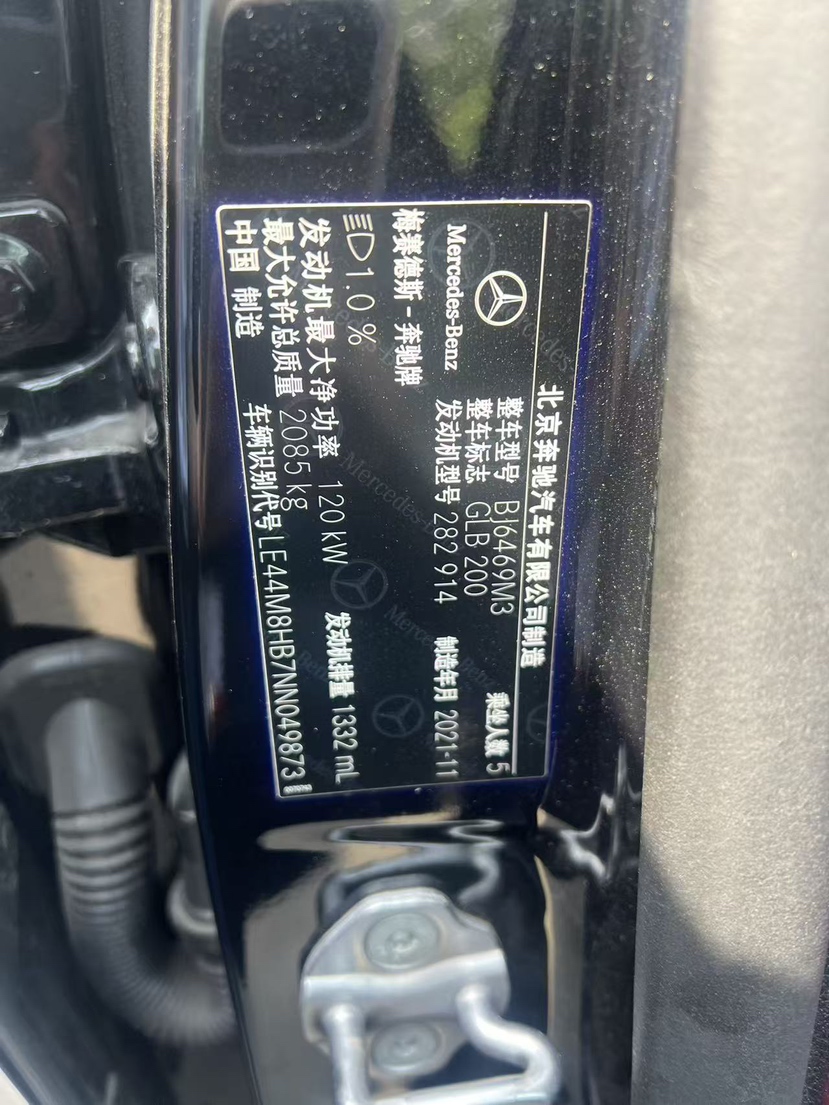 北京奔驰汽车有限公司制造
Mercedes-Benz
梅赛德斯-奔驰牌
整车型号 BJ6469M3
乘坐人数 5
整车标志 GLB 200
发动机型号 282 914
制造年月 2021-11
1.0 %
发动机最大净功率 120 kW
发动机排量 1332 mL
最大允许总质量 2085 kg
中国 制造
车辆识别代号 LE44M8HB7NN049873